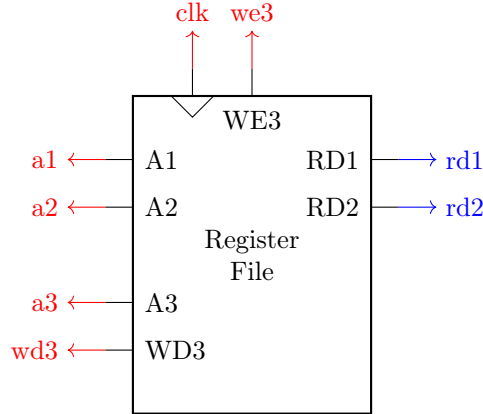 clk we3
WE3
a1 A1 RD1 rd1
a2 A2 RD2 rd2
Register
File
a3 A3
wd3 WD3